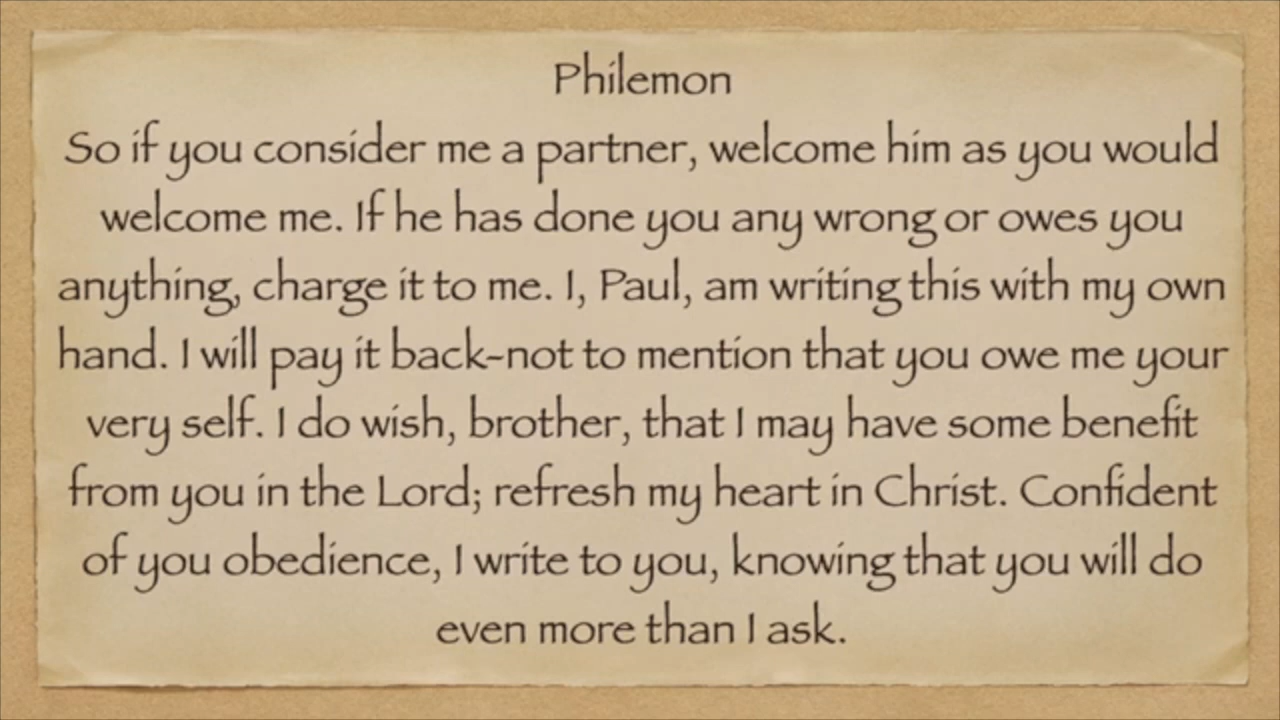 Philemon
So if you consider me a partner, welcome him as you would
welcome me. If he has done you any wrong or owes you
anything, charge it to me. I, Paul, am writing this with my own
hand. I will pay it back-not to mention that you owe me your
very self. I do wish, brother, that I may have some benefit
from you in the Lord; refresh my heart in Christ. Confident
of you obedience, I write to you, knowing that you will do
even more than I ask.